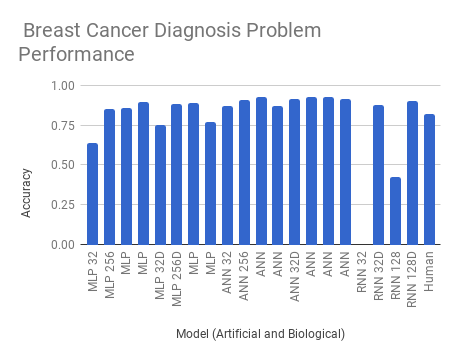 Breast Cancer Diagnosis Problem
Performance
1.00
0.75
0.50
0.25
0.00
Accuracy
MLP 32
MLP 256
MLP
MLP
MLP 32D
MLP 256D
MLP
MLP
ANN 32
ANN 256
ANN
ANN
ANN 32D
ANN
ANN
ANN
RNN 32
RNN 32D
RNN 128
RNN 128D
Human
Model (Artificial and Biological)